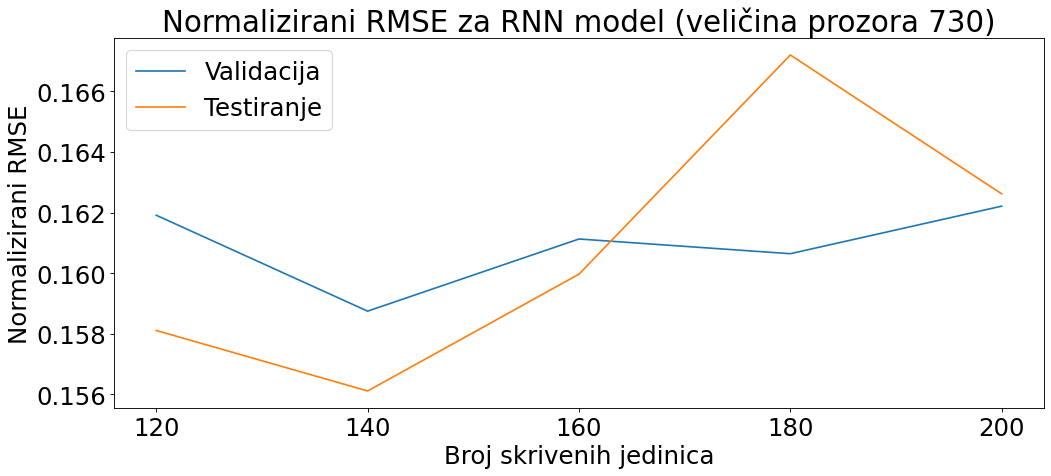 Normalizirani RMSE za RNN model (veličina prozora 730)
Validacija
Testiranje
Normalizirani RMSE
0.166
0.164
0.162
0.160
0.158
0.156
120 140 160 180 200
Broj skrivenih jedinica